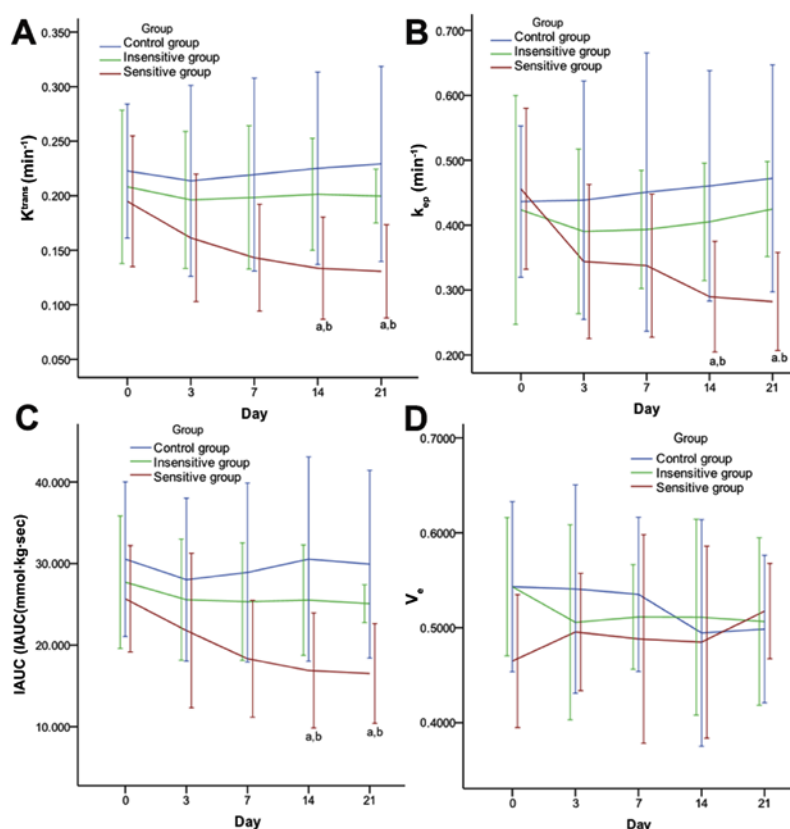 A
Group
Control group
Insensitive group
Sensitive group
0.350
0.300
0.250
0.200
0.150
0.100
0.050
Ktrans (min-1)
a,b
a,b
0 3 7 14 21
Day
B
Group
Control group
Insensitive group
Sensitive group
0.700
0.600
0.500
0.400
0.300
0.200
kep (min-1)
a,b
a.b
0 3 7 14 21
Day
C
Group
Control group
Insensitive group
Sensitive group
40.000
30.000
20.000
10.000
IAUC (IAUC(mmol·kg·sec)
a,b
a,b
0 3 7 14 21
Day
D
Group
Control group
Insensitive group
Sensitive group
0.7000
0.6000
0.5000
0.4000
Ve
0 3 7 14 21
Day